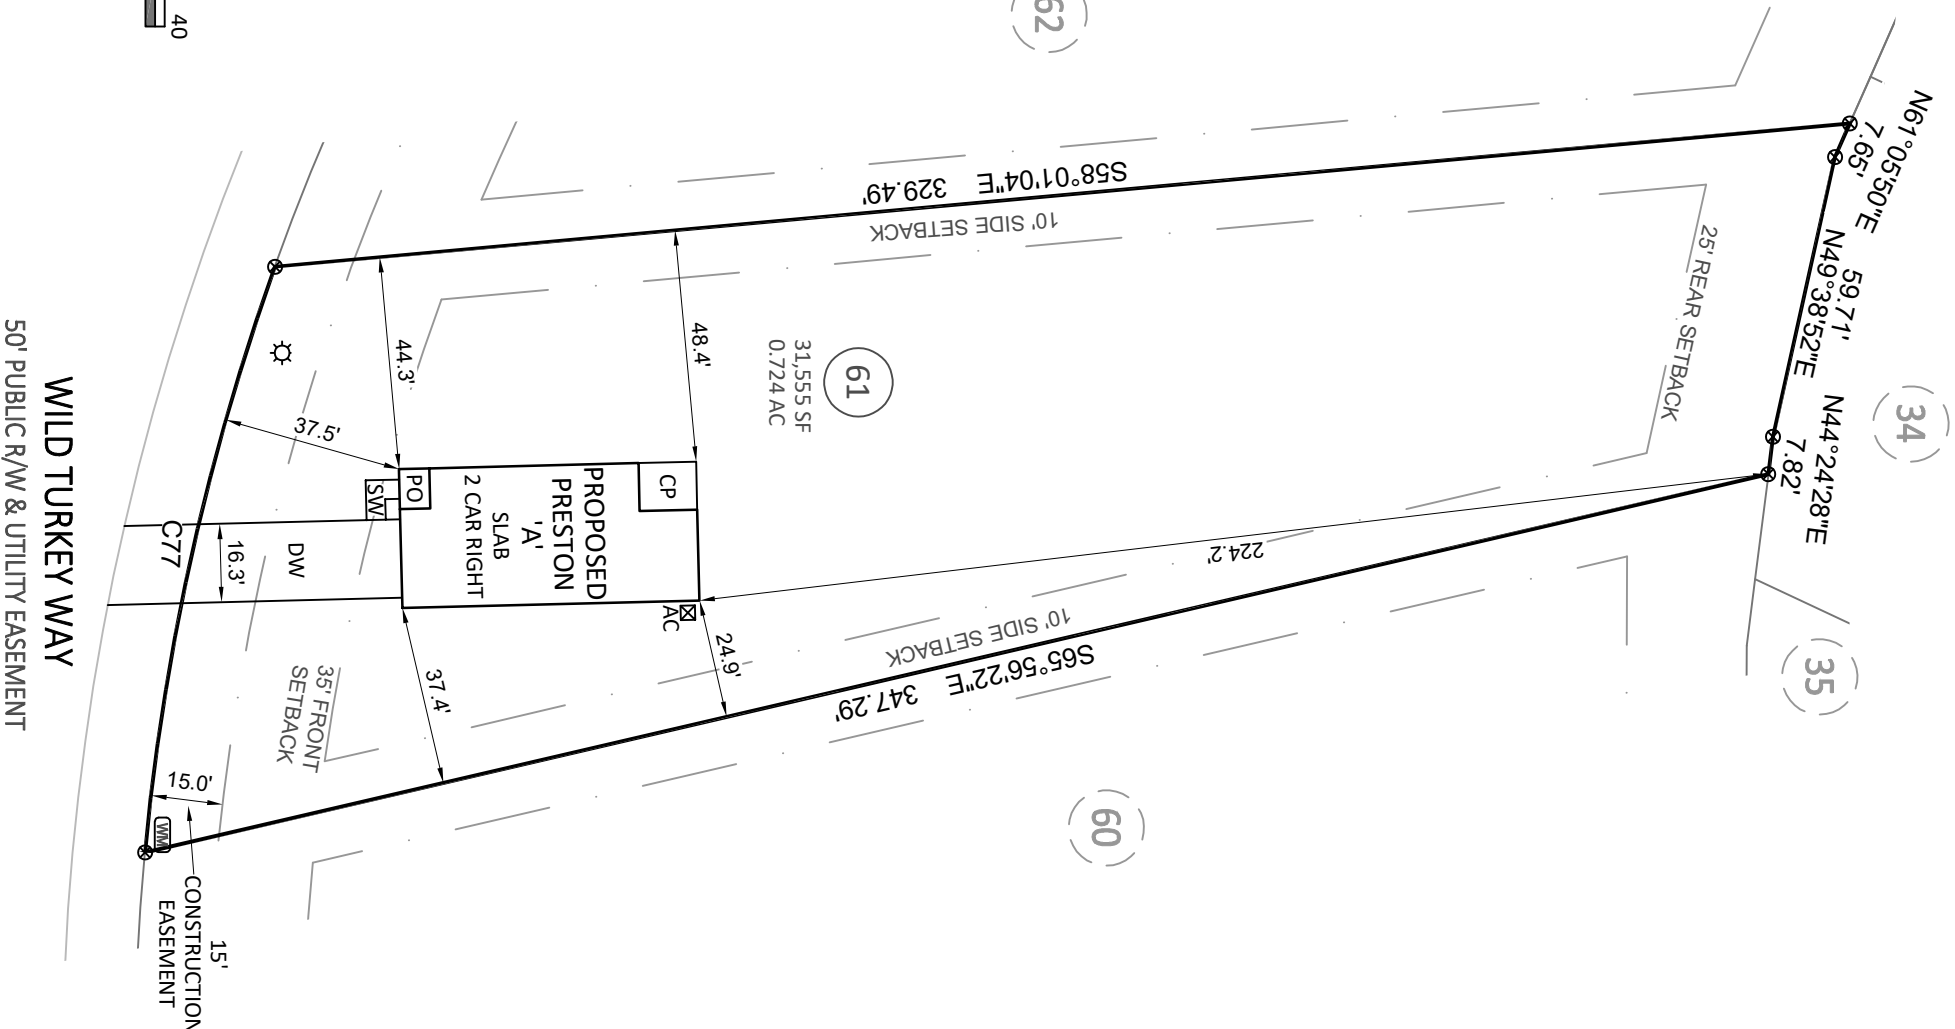 40
62
N61°05'50"E
7.65'
59.71'
N49°38'52"E
N44°24'28"E
7.82'
34
35
60
S58°01'04"E 329.49'
10' SIDE SETBACK
25' REAR SETBACK
61
31,555 SF
0.724 AC
48.4'
44.3'
37.5'
CP
PROPOSED
PRESTON
'A'
SLAB
2 CAR RIGHT
PO
SW
AC
224.2'
24.9'
37.4'
10' SIDE SETBACK
S65°56'22"E 347.29'
DW
16.3'
C77
35' FRONT
SETBACK
15.0'
WM
15'
CONSTRUCTION
EASEMENT
WILD TURKEY WAY
50' PUBLIC R/W & UTILITY EASEMENT